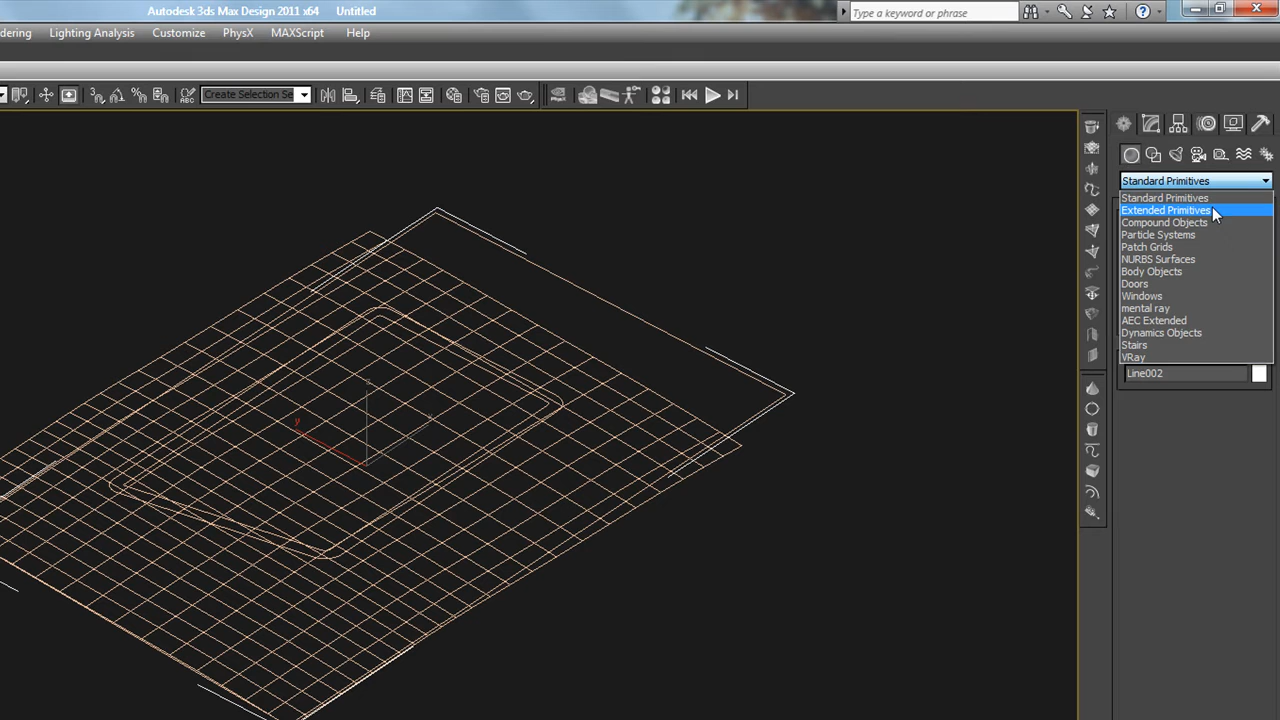 Autodesk 3ds Max Design 2011 x64 Untitled
Type a keyword or phrase
dering Lighting Analysis Customize PhysX MAXScript Help
Create Selection Se
Standard Primitives
Standard Primitives
Extended Primitives
Compound Objects
Particle Systems
Patch Grids
NURBS Surfaces
Body Objects
Doors
Windows
mental ray
AEC Extended
Dynamics Objects
Stairs
VRay
Line002
z
y
x